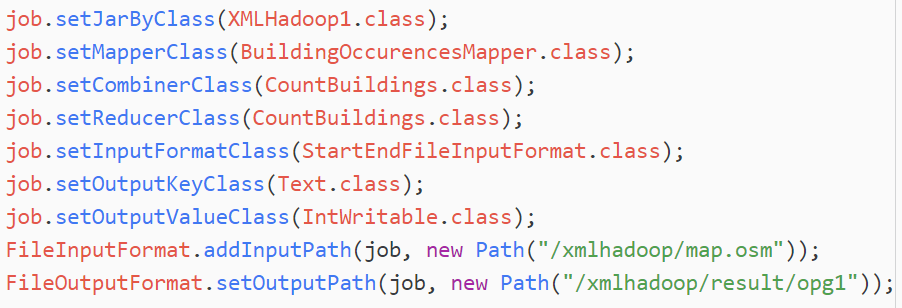 job.setJarByClass(XMLHadoop1.class);
job.setMapperClass(BuildingOccurencesMapper.class);
job.setCombinerClass(CountBuildings.class);
job.setReducerClass(CountBuildings.class);
job.setInputFormatClass(StartEndFileInputFormat.class);
job.setOutputKeyClass(Text.class);
job.setOutputValueClass(IntWritable.class);
FileInputFormat.addInputPath(job, new Path("/xmlhadoop/map.osm"));
FileOutputFormat.setOutputPath(job, new Path("/xmlhadoop/result/opg1"));